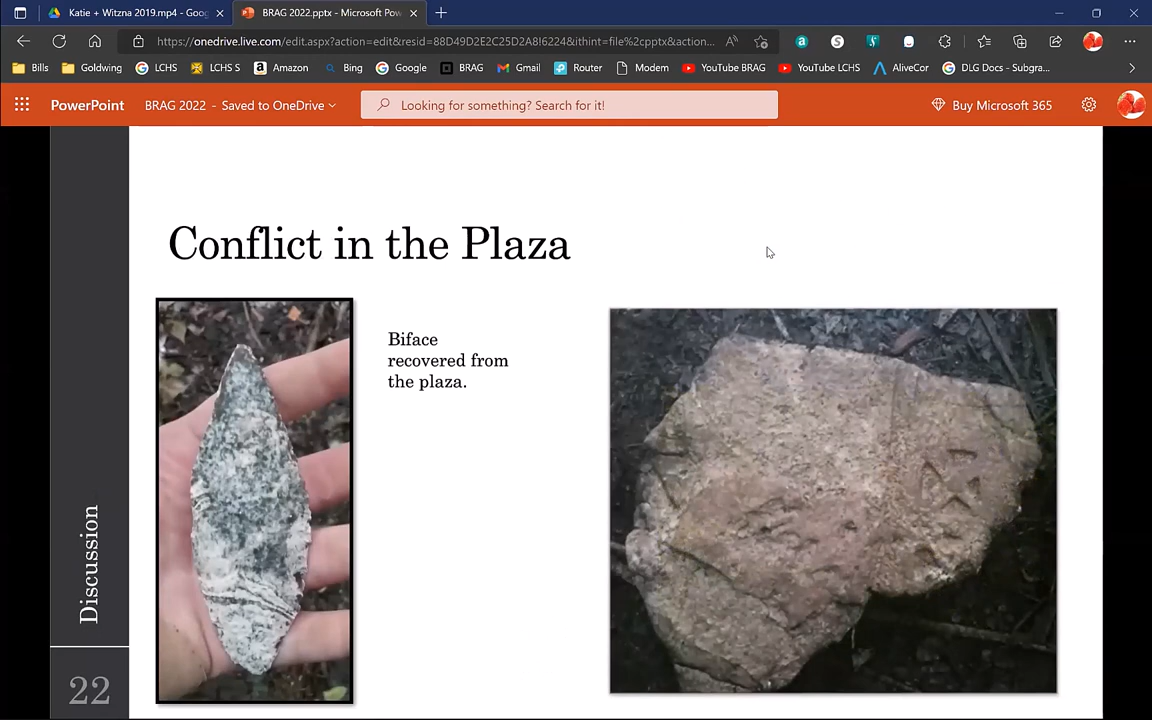 Katie + Witzna 2019.mp4 - Goog
BRAG 2022.pptx - Microsoft Pow
https://onedrive.live.com/edit.aspx?action=edit&resid=88D49D2E2C25D2A8!6224&ithint=file%2cpptx&action...
Bills
Goldwing
LCHS
LCHS S
Amazon
Bing
Google
BRAG
Gmail
Router
Modem
YouTube BRAG
YouTube LCHS
AliveCor
DLG Docs - Subgra...
PowerPoint
BRAG 2022 - Saved to OneDrive
Looking for something? Search for it!
Buy Microsoft 365
Conflict in the Plaza
Biface
recovered from
the plaza.
Discussion
22